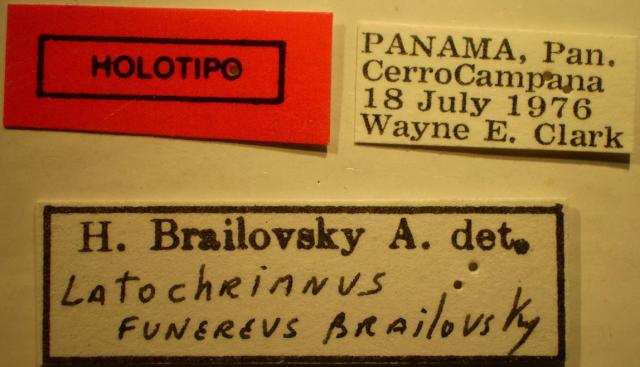 HOLOTIPO
PANAMA, Pan.
CerroCampana
18 July 1976
Wayne E. Clark
H. Brailovsky A. det.
LATOCHRIMNUS
FUNEREUS BRAILOVSKY